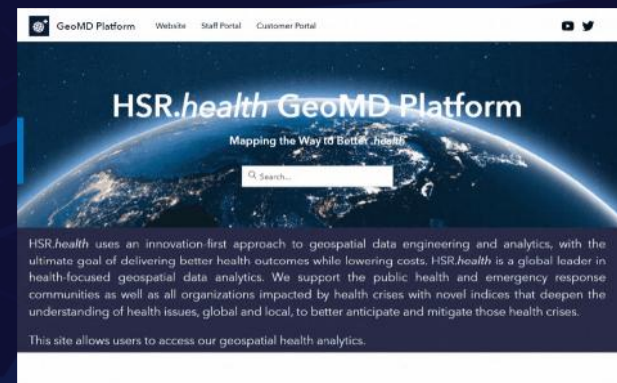 GeoMD Platform Website Staff Portal Customer Portal
HSR.health GeoMD Platform
Mapping the Way to Better .health
Search...
HSR.health uses an innovation-first approach to geospatial data engineering and analytics, with the
ultimate goal of delivering better health outcomes while lowering costs. HSR.health is a global leader in
health-focused geospatial data analytics. We support the public health and emergency response
communities as well as all organizations impacted by health crises with novel indices that deepen the
understanding of health issues, global and local, to better anticipate and mitigate those health crises.
This site allows users to access our geospatial health analytics.